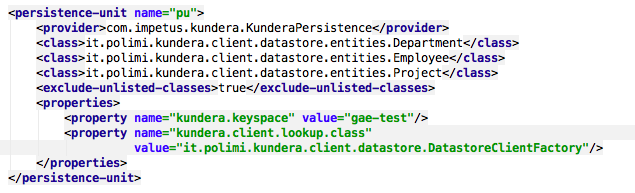 <persistence-unit name="pu">
    <provider>com.impetus.kundera.KunderaPersistence</provider>
    <class>it.polimi.kundera.client.datastore.entities.Department</class>
    <class>it.polimi.kundera.client.datastore.entities.Employee</class>
    <class>it.polimi.kundera.client.datastore.entities.Project</class>
    <exclude-unlisted-classes>true</exclude-unlisted-classes>
    <properties>
        <property name="kundera.keyspace" value="gae-test"/>
        <property name="kundera.client.lookup.class"
                  value="it.polimi.kundera.client.datastore.DatastoreClientFactory"/>
    </properties>
</persistence-unit>